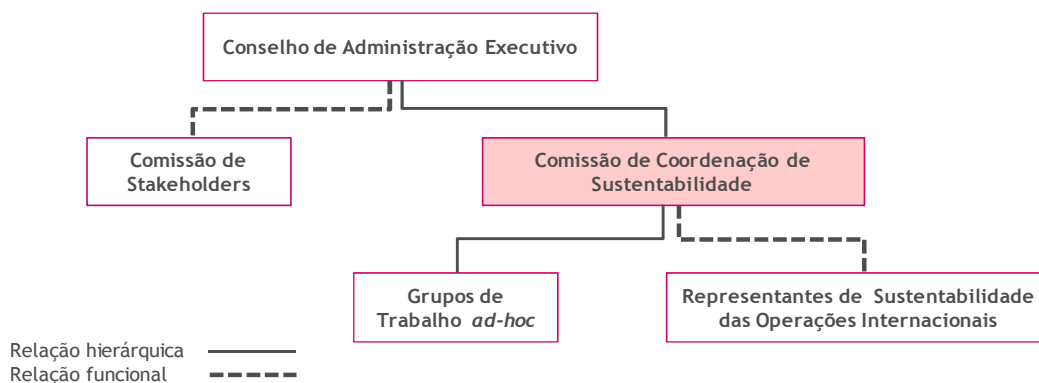 Conselho de Administração Executivo
Comissão de
Stakeholders
Comissão de Coordenação de
Sustentabilidade
Grupos de
Trabalho ad-hoc
Representantes de Sustentabilidade
das Operações Internacionais
Relação hierárquica
Relação funcional